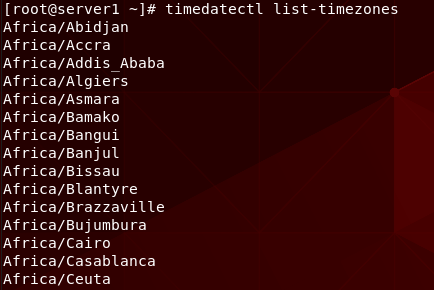 [root@server1 ~]# timedatectl list-timezones
Africa/Abidjan
Africa/Accra
Africa/Addis_Ababa
Africa/Algiers
Africa/Asmara
Africa/Bamako
Africa/Bangui
Africa/Banjul
Africa/Bissau
Africa/Blantyre
Africa/Brazzaville
Africa/Bujumbura
Africa/Cairo
Africa/Casablanca
Africa/Ceuta